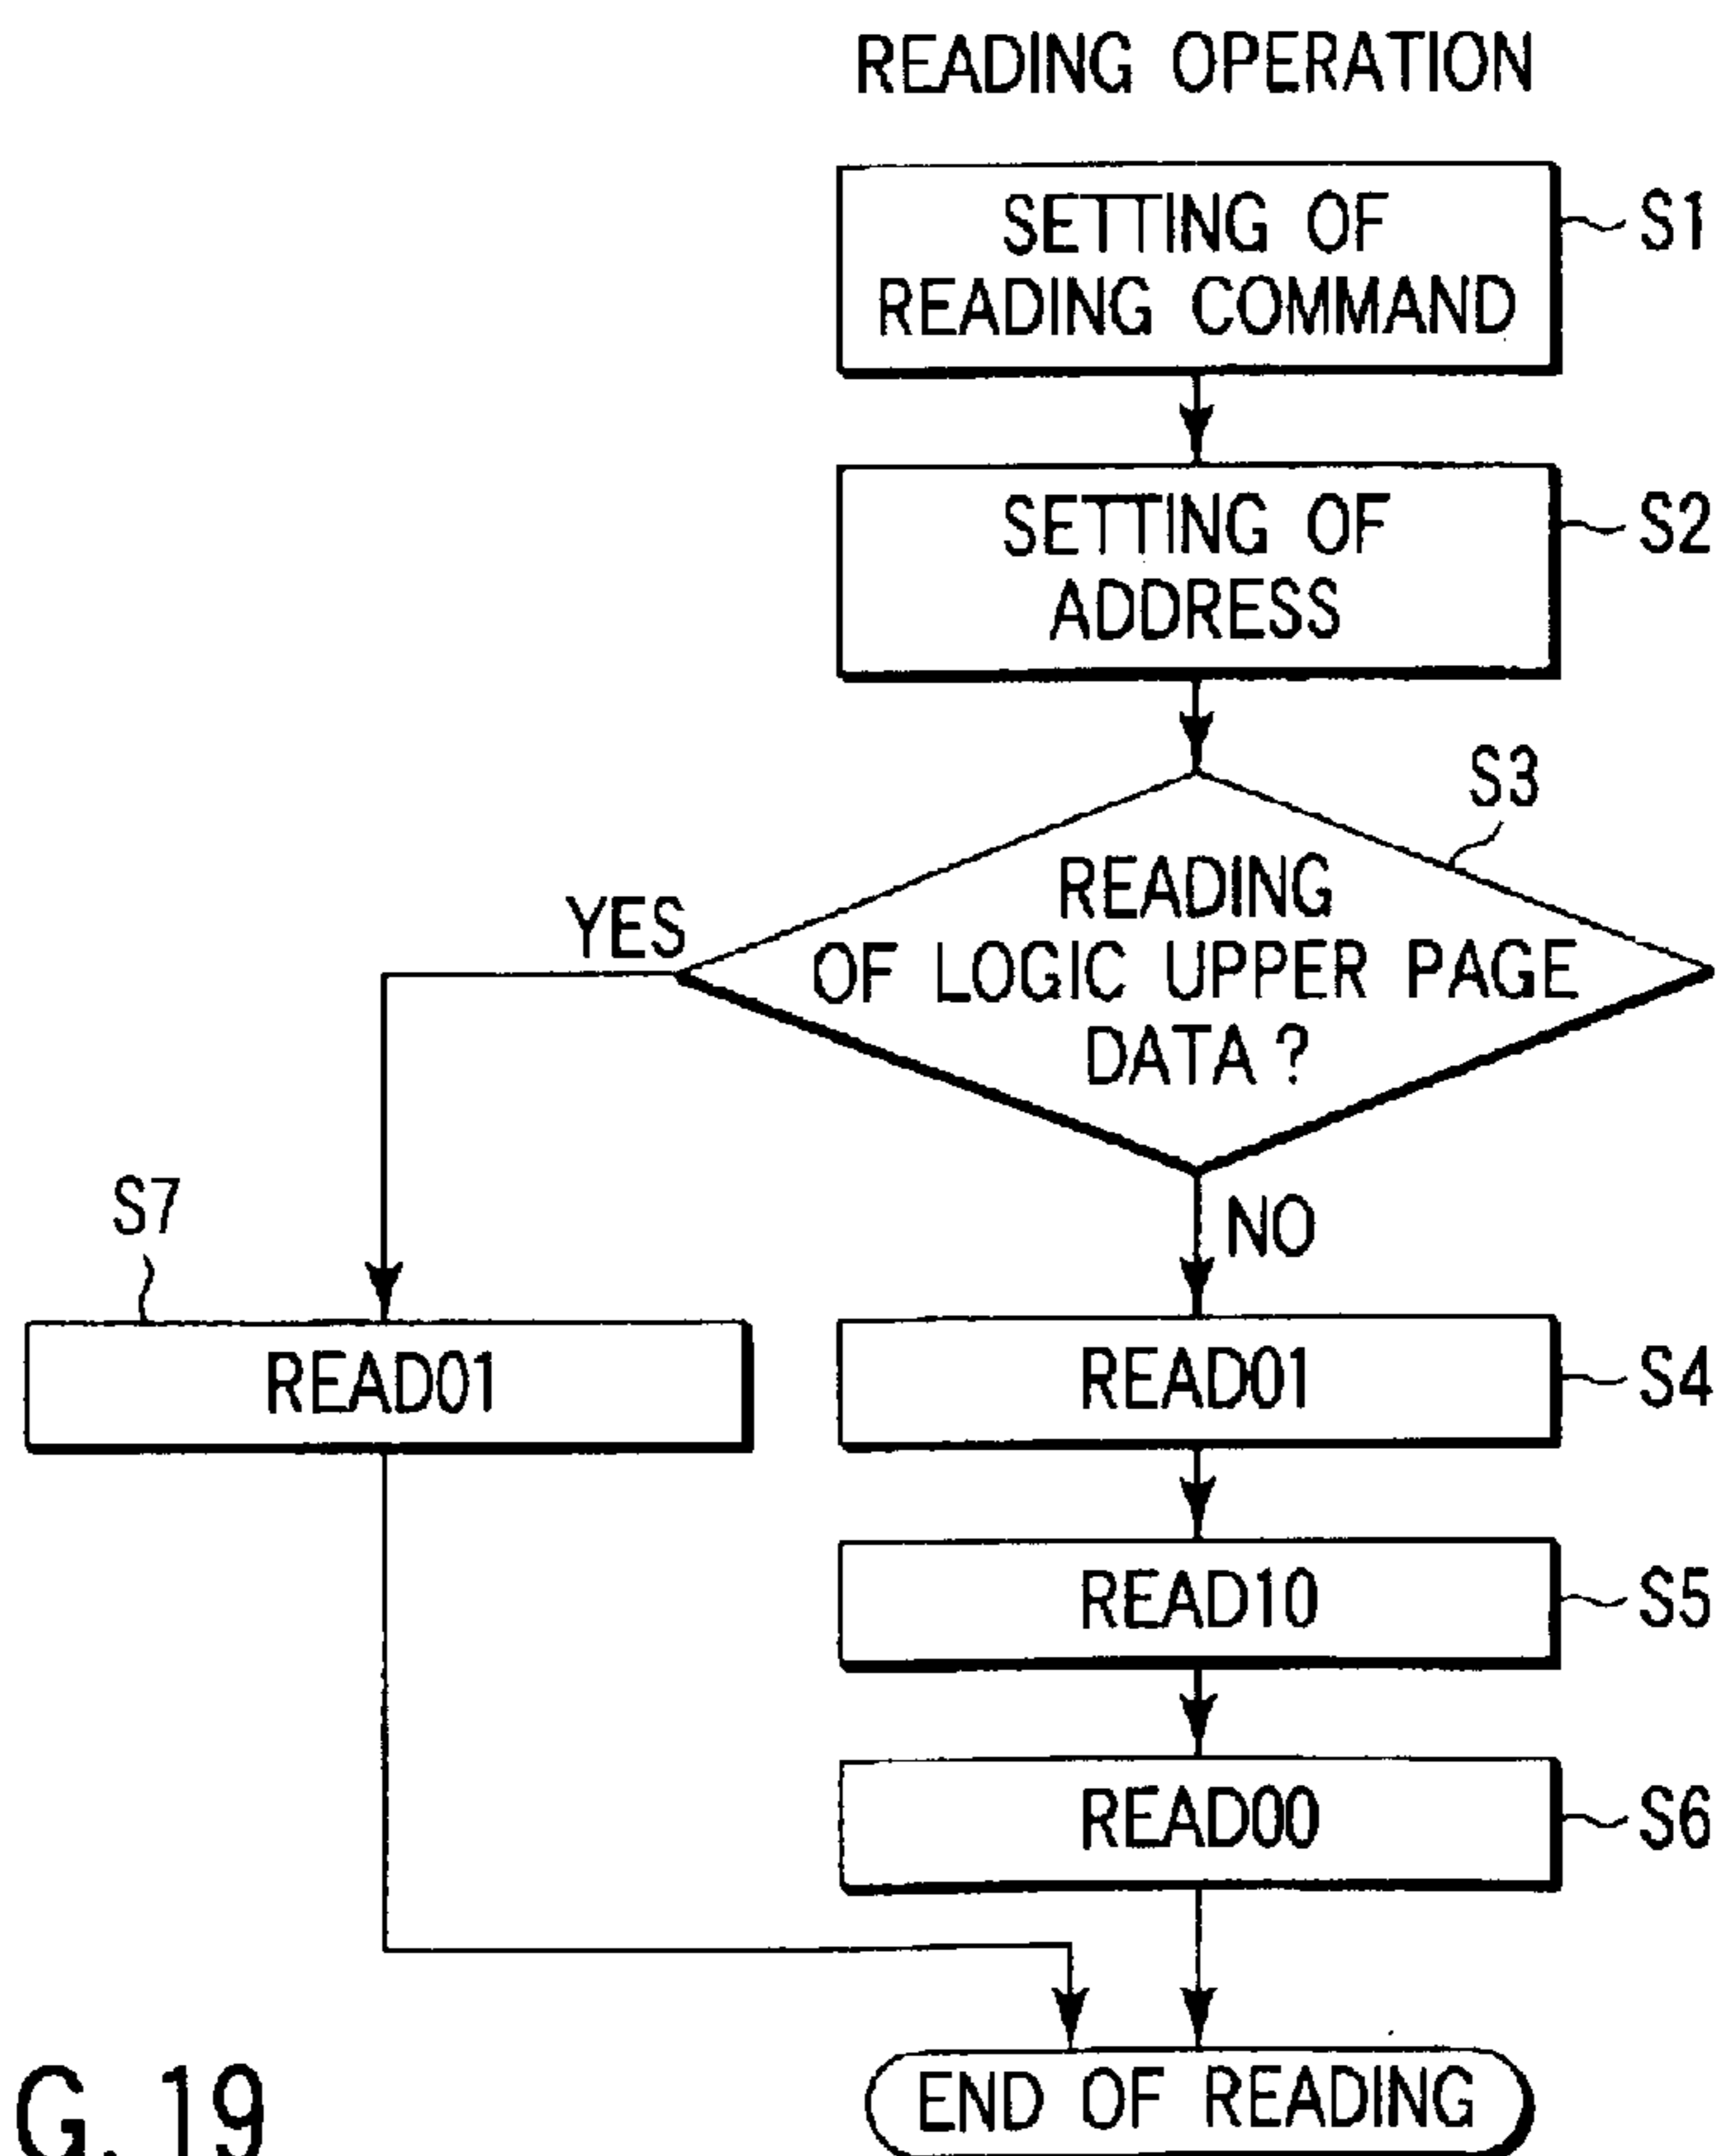 READING OPERATION
SETTING OF
READING COMMAND
S1
SETTING OF
ADDRESS
S2
S3
READING
OF LOGIC UPPER PAGE
DATA?
YES
NO
S7
READ01
READ01
S4
READ10
S5
READ00
S6
END OF READING
G. 19